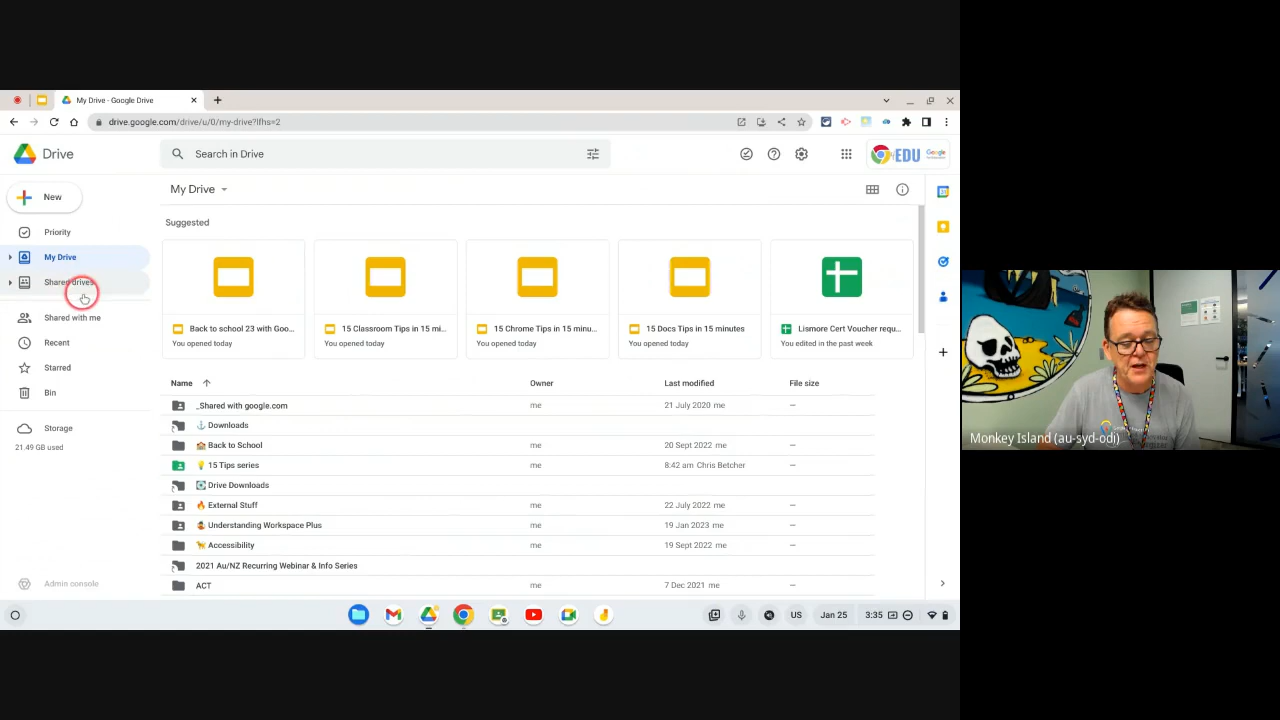 My Drive - Google Drive
drive.google.com/drive/u/0/my-drive?lfhs=2
Drive
Search in Drive
EDU
Google
New
Priority
My Drive
Shared drives
Shared with me
Recent
Starred
Bin
Storage
21.49 GB used
Admin console
My Drive
Suggested
Back to school 23 with Goo...
You opened today
15 Classroom Tips in 15 mi...
You opened today
15 Chrome Tips in 15 minu...
You opened today
15 Docs Tips in 15 minutes
You opened today
Lismore Cert Voucher requ...
You edited in the past week
Name Owner Last modified File size
_Shared with google.com me 21 July 2020 me —
Downloads
Back to School me 20 Sept 2022 me —
15 Tips series me 8:42 am Chris Betcher —
Drive Downloads
External Stuff me 22 July 2022 me —
Understanding Workspace Plus me 19 Jan 2023 me —
Accessibility me 19 Sept 2022 me —
2021 Au/NZ Recurring Webinar & Info Series
ACT me 7 Dec 2021 me —
US Jan 25 3:35
Monkey Island (au-syd-odi)